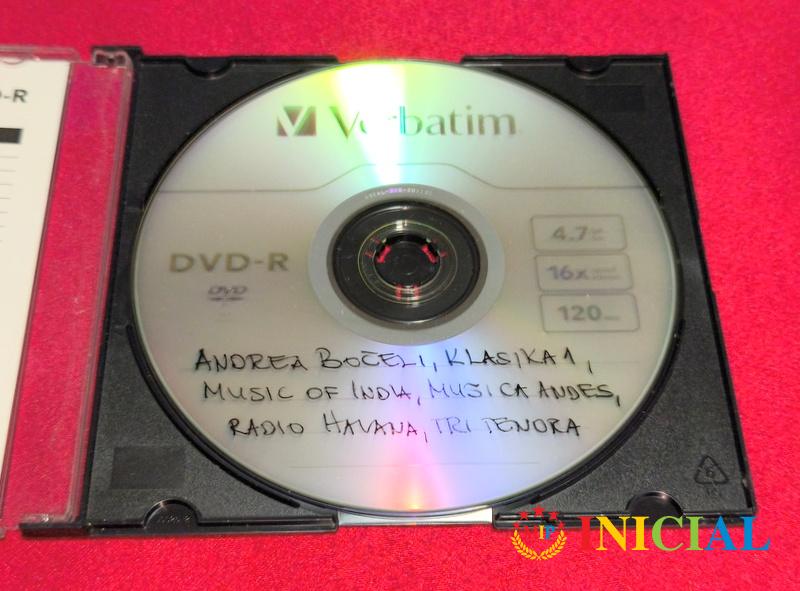 D-R
Verbatim
DVD-R
DVD
4.7
16x
120
ANDREA BOČELI, KLASIKA 1,
MUSIC OF INDIA, MUSICA ANDES,
RADIO HAVANA, TRI TENORA
INICIAL